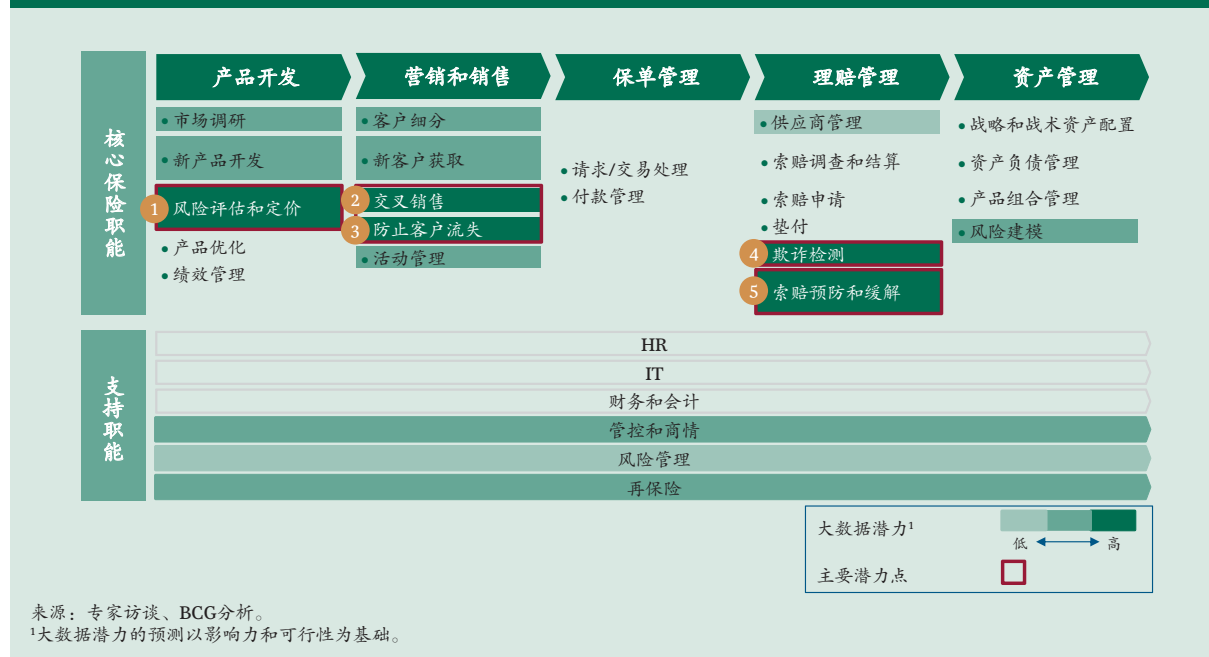 核心保险职能
产品开发
营销和销售
保单管理
理赔管理
资产管理
• 市场调研
• 新产品开发
1 风险评估和定价
• 产品优化
• 绩效管理
• 客户细分
• 新客户获取
2 交叉销售
3 防止客户流失
• 活动管理
• 请求/交易处理
• 付款管理
• 供应商管理
• 索赔调查和结算
• 索赔申请
• 垫付
4 欺诈检测
5 索赔预防和缓解
• 战略和战术资产配置
• 资产负债管理
• 产品组合管理
• 风险建模
支持职能
HR
IT
财务和会计
管控和商情
风险管理
再保险
大数据潜力¹
低 高
主要潜力点
来源：专家访谈、BCG分析。
¹大数据潜力的预测以影响力和可行性为基础。